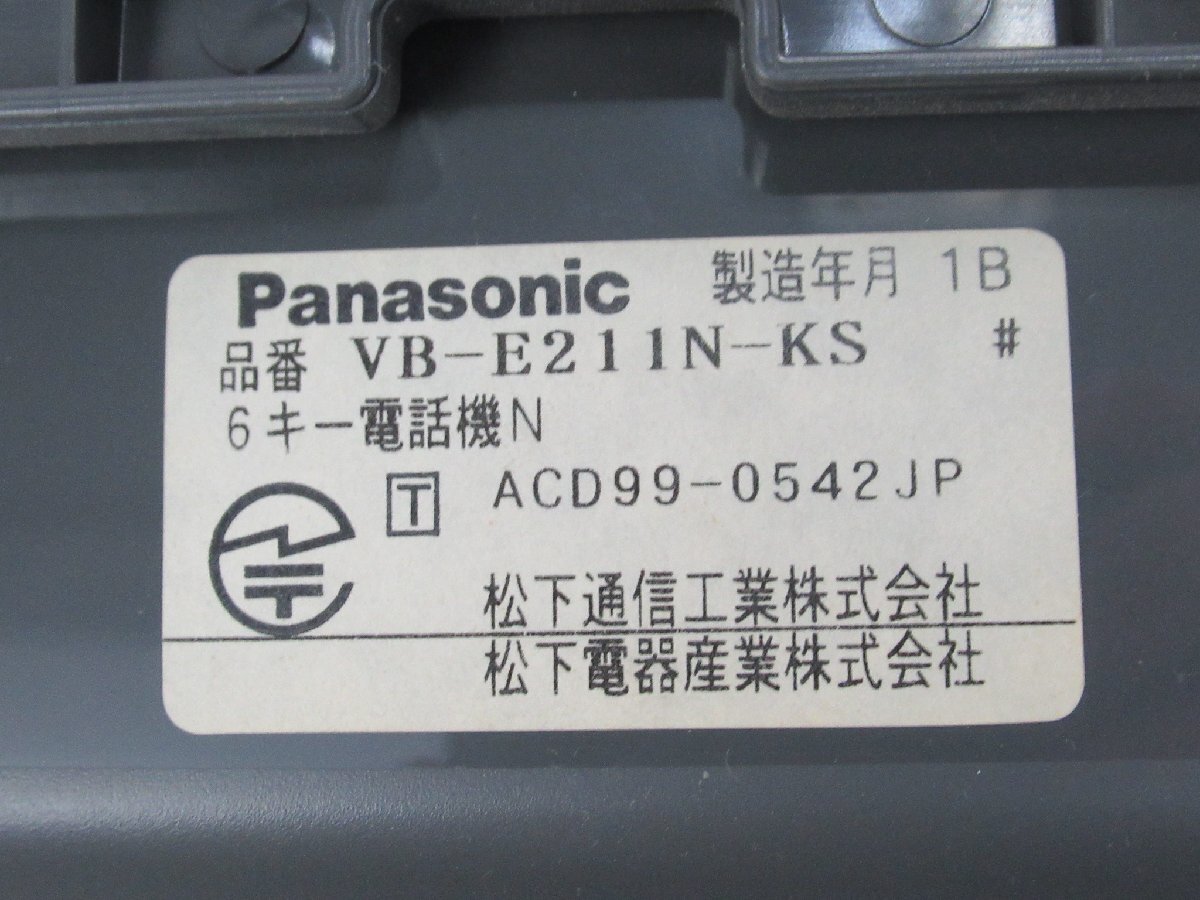 Panasonic 製造年月 1B
品番 VB-E211N-KS #
6キー電話機N
T ACD99-0542JP
松下通信工業株式会社
松下電器産業株式会社